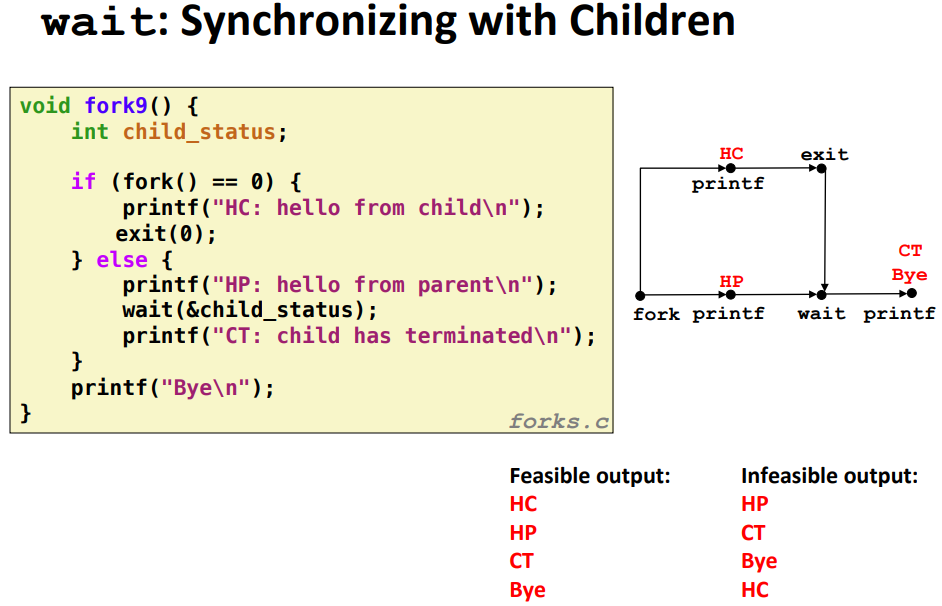 wait: Synchronizing with Children
void fork9() {
    int child_status;

    if (fork() == 0) {
        printf("HC: hello from child\n");
        exit(0);
    } else {
        printf("HP: hello from parent\n");
        wait(&child_status);
        printf("CT: child has terminated\n");
    }
    printf("Bye\n");
}
forks.c
HC exit
printf
CT
Bye
HP
fork printf wait printf
Feasible output:
HC
HP
CT
Bye
Infeasible output:
HP
CT
Bye
HC